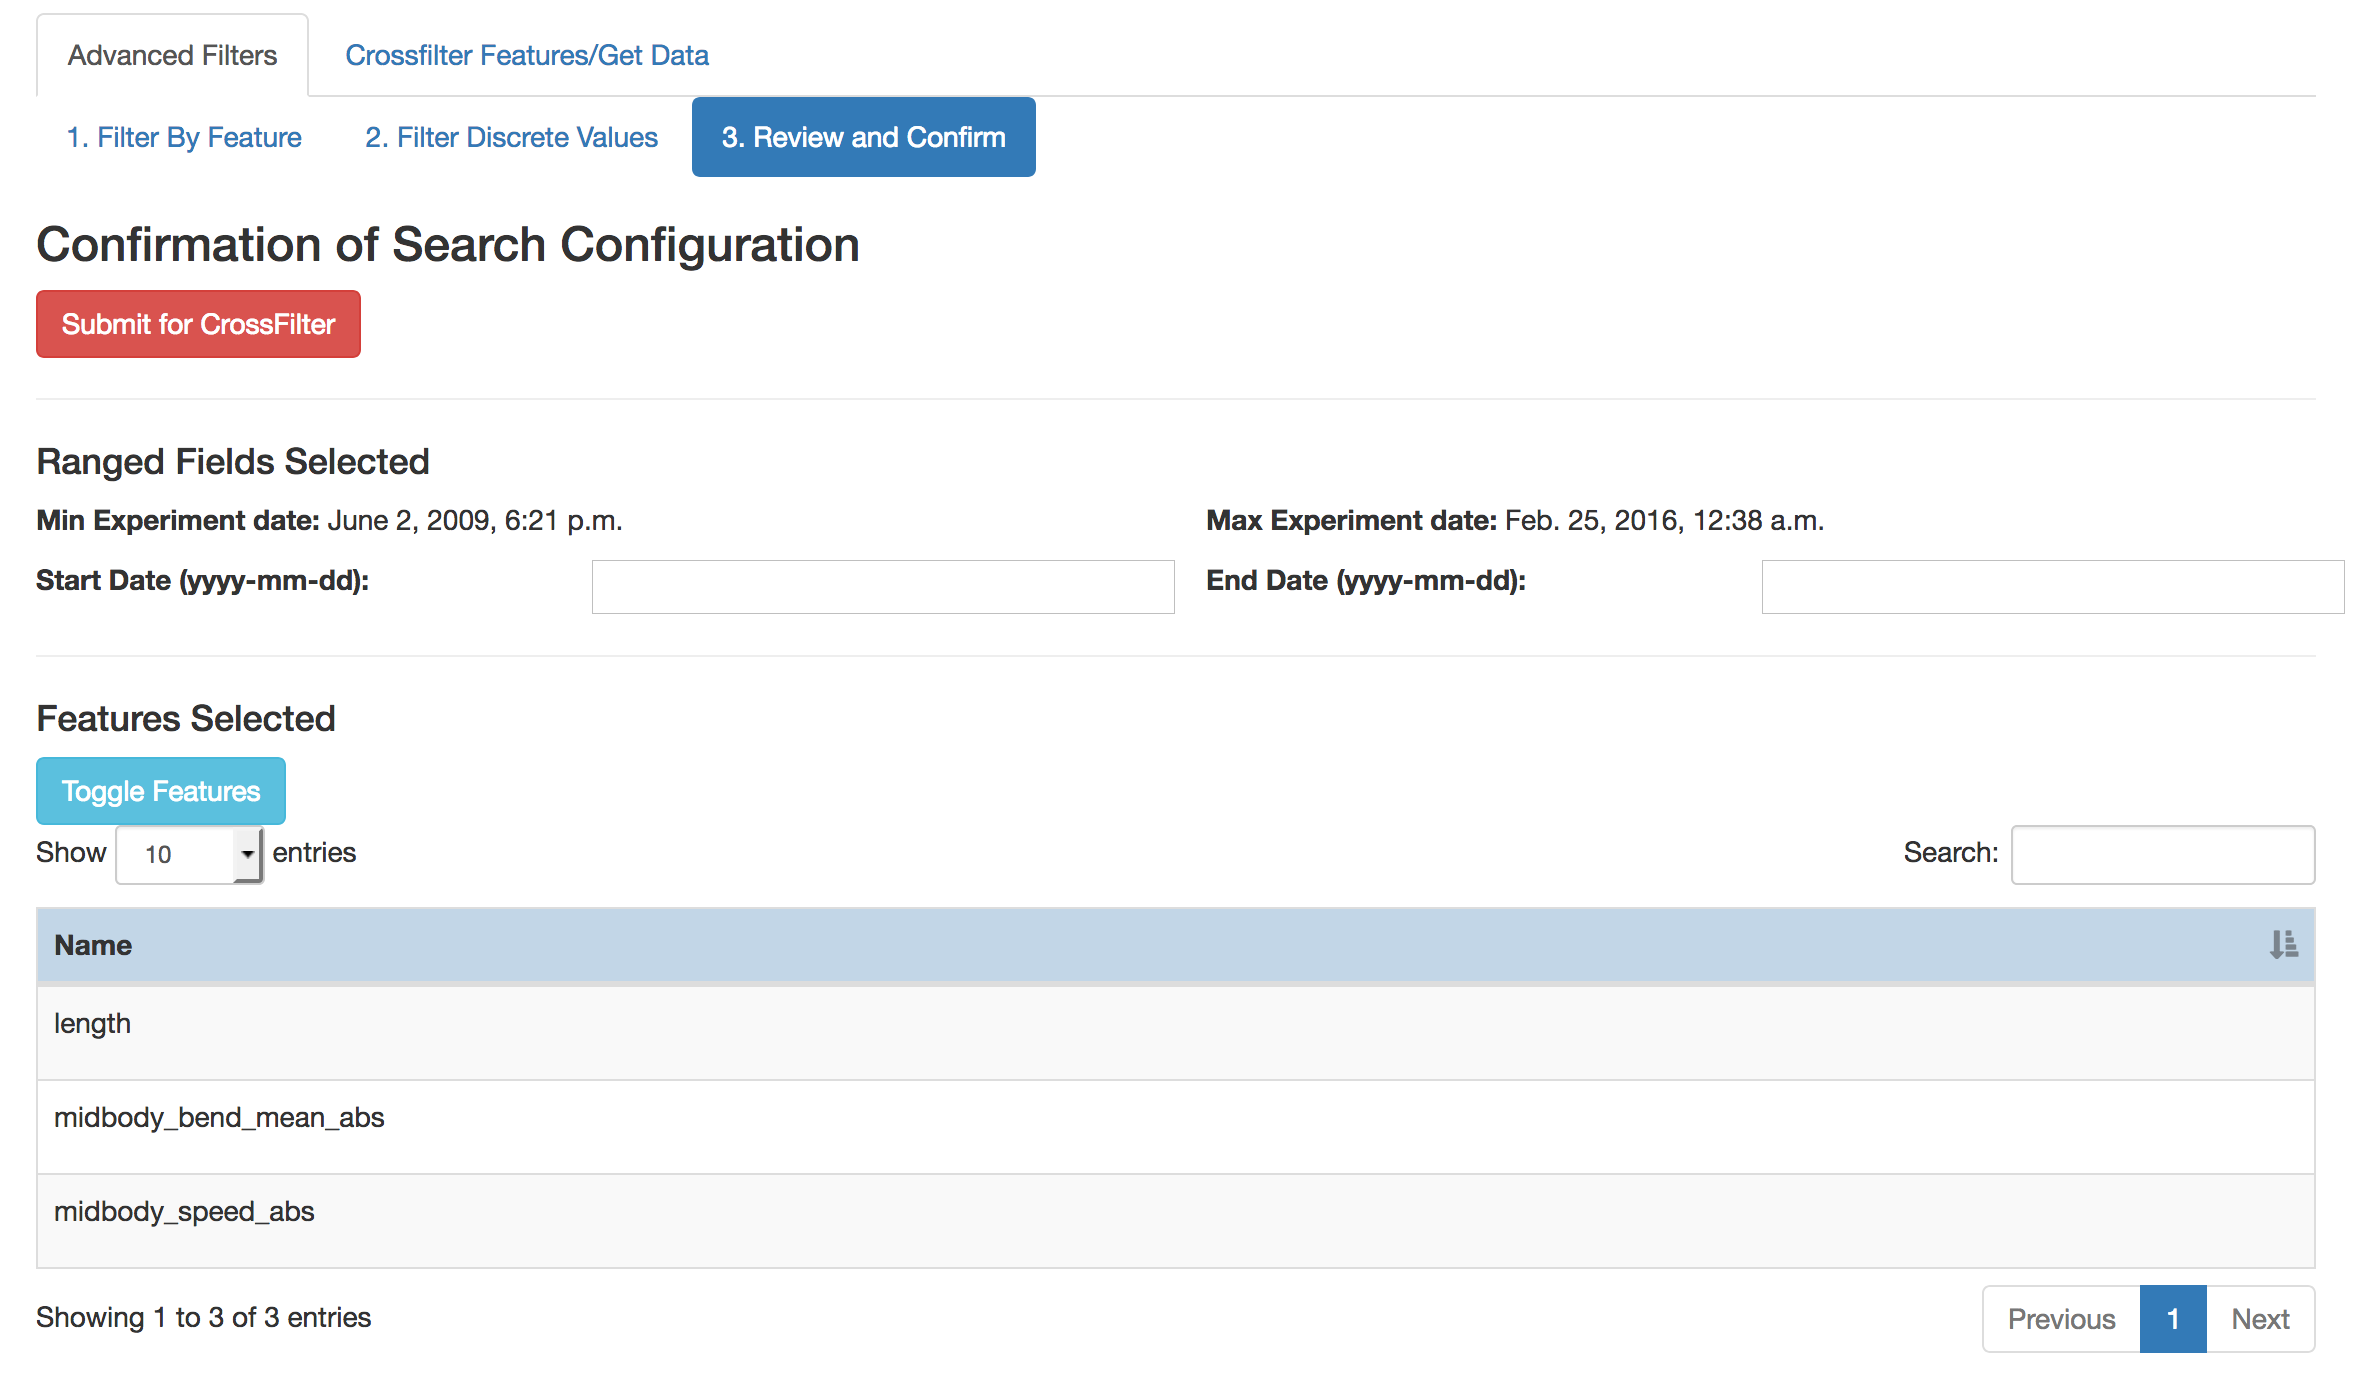 Advanced Filters Crossfilter Features/Get Data
1. Filter By Feature 2. Filter Discrete Values 3. Review and Confirm
Confirmation of Search Configuration
Submit for CrossFilter
Ranged Fields Selected
Min Experiment date: June 2, 2009, 6:21 p.m. Max Experiment date: Feb. 25, 2016, 12:38 a.m.
Start Date (yyyy-mm-dd): End Date (yyyy-mm-dd):
Features Selected
Toggle Features
Show 10 entries Search:
Name
length
midbody_bend_mean_abs
midbody_speed_abs
Showing 1 to 3 of 3 entries Previous 1 Next